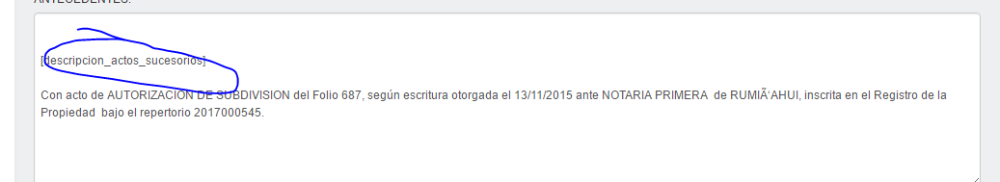 ANTECEDENTES:
[descripcion_actos_sucesorios]
Con acto de AUTORIZACION DE SUBDIVISION del Folio 687, según escritura otorgada el 13/11/2015 ante NOTARIA PRIMERA de RUMIÃ‘AHUI, inscrita en el Registro de la
Propiedad bajo el repertorio 2017000545.